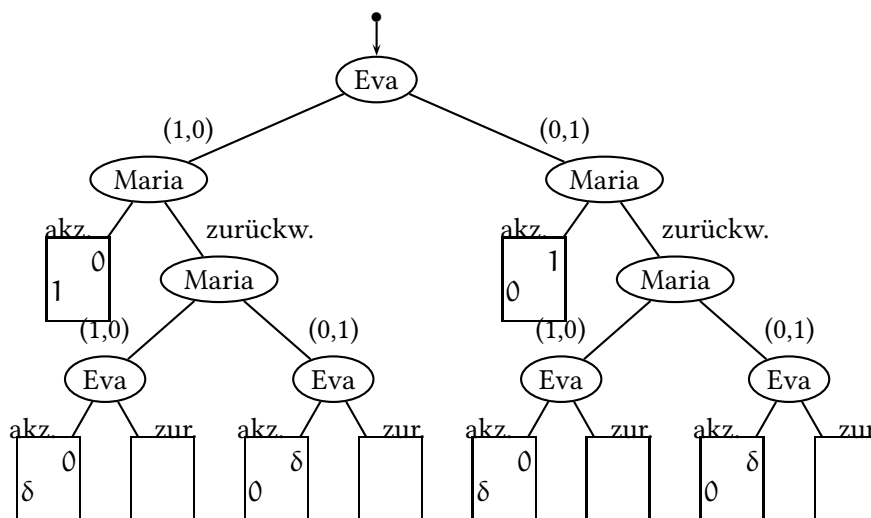 Eva
(1,0) (0,1)
Maria Maria
akz. zurückw. akz. zurückw.
0 1
1 Maria 0 Maria
(1,0) (0,1) (1,0) (0,1)
Eva Eva Eva Eva
akz. zur. akz. zur. akz. zur. akz. zur
0 δ 0 δ
δ 0 δ 0